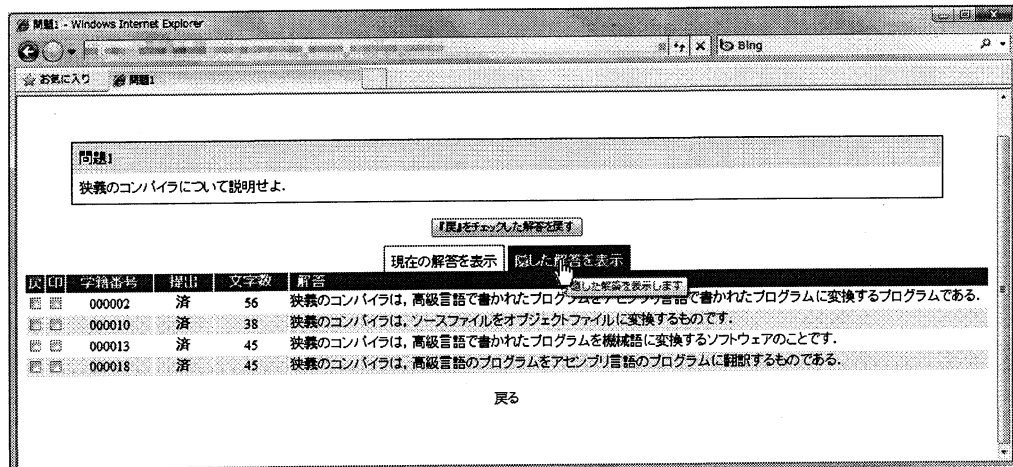 問題1 - Windows Internet Explorer
Bing
お気に入り 問題1
問題1
狭義のコンパイラについて説明せよ.
『戻』をチェックした解答を戻す
現在の解答を表示 隠した解答を表示
隠した解答を表示します
戻 印 学籍番号 提出 文字数 解答
000002 済 56 狭義のコンパイラは, 高級言語で書かれたプログラムをアセンブリ言語で書かれたプログラムに変換するプログラムである.
000010 済 38 狭義のコンパイラは, ソースファイルをオブジェクトファイルに変換するものです.
000013 済 45 狭義のコンパイラは, 高級言語で書かれたプログラムを機械語に変換するソフトウェアのことです.
000018 済 45 狭義のコンパイラは, 高級言語のプログラムをアセンブリ言語のプログラムに翻訳するものである.
戻る